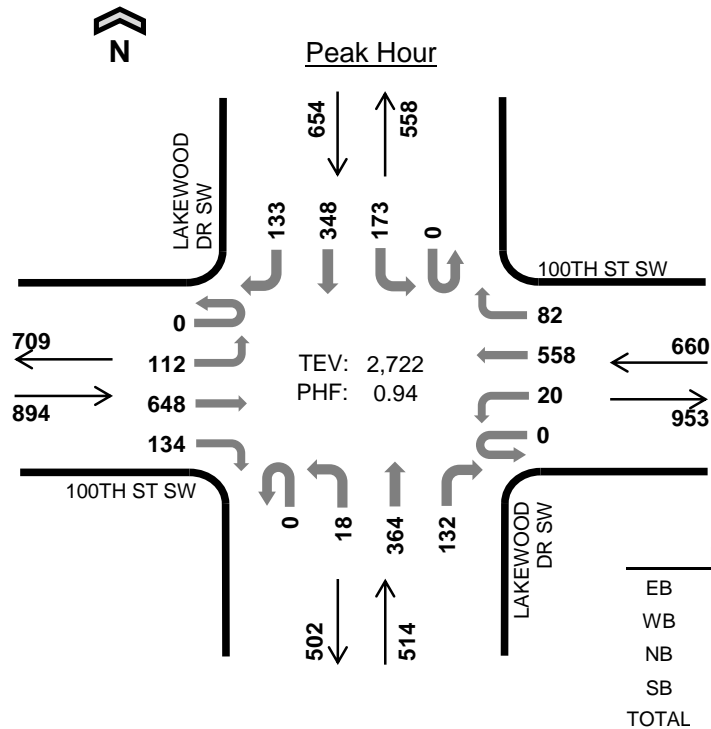 N
Peak Hour
654
558
LAKEWOOD
DR SW
133
348
173
0
100TH ST SW
0
82
709
112
TEV: 2,722
558
660
894
648
PHF: 0.94
20
953
134
0
100TH ST SW
0
18
364
132
LAKEWOOD
DR SW
502
514
EB
WB
NB
SB
TOTAL